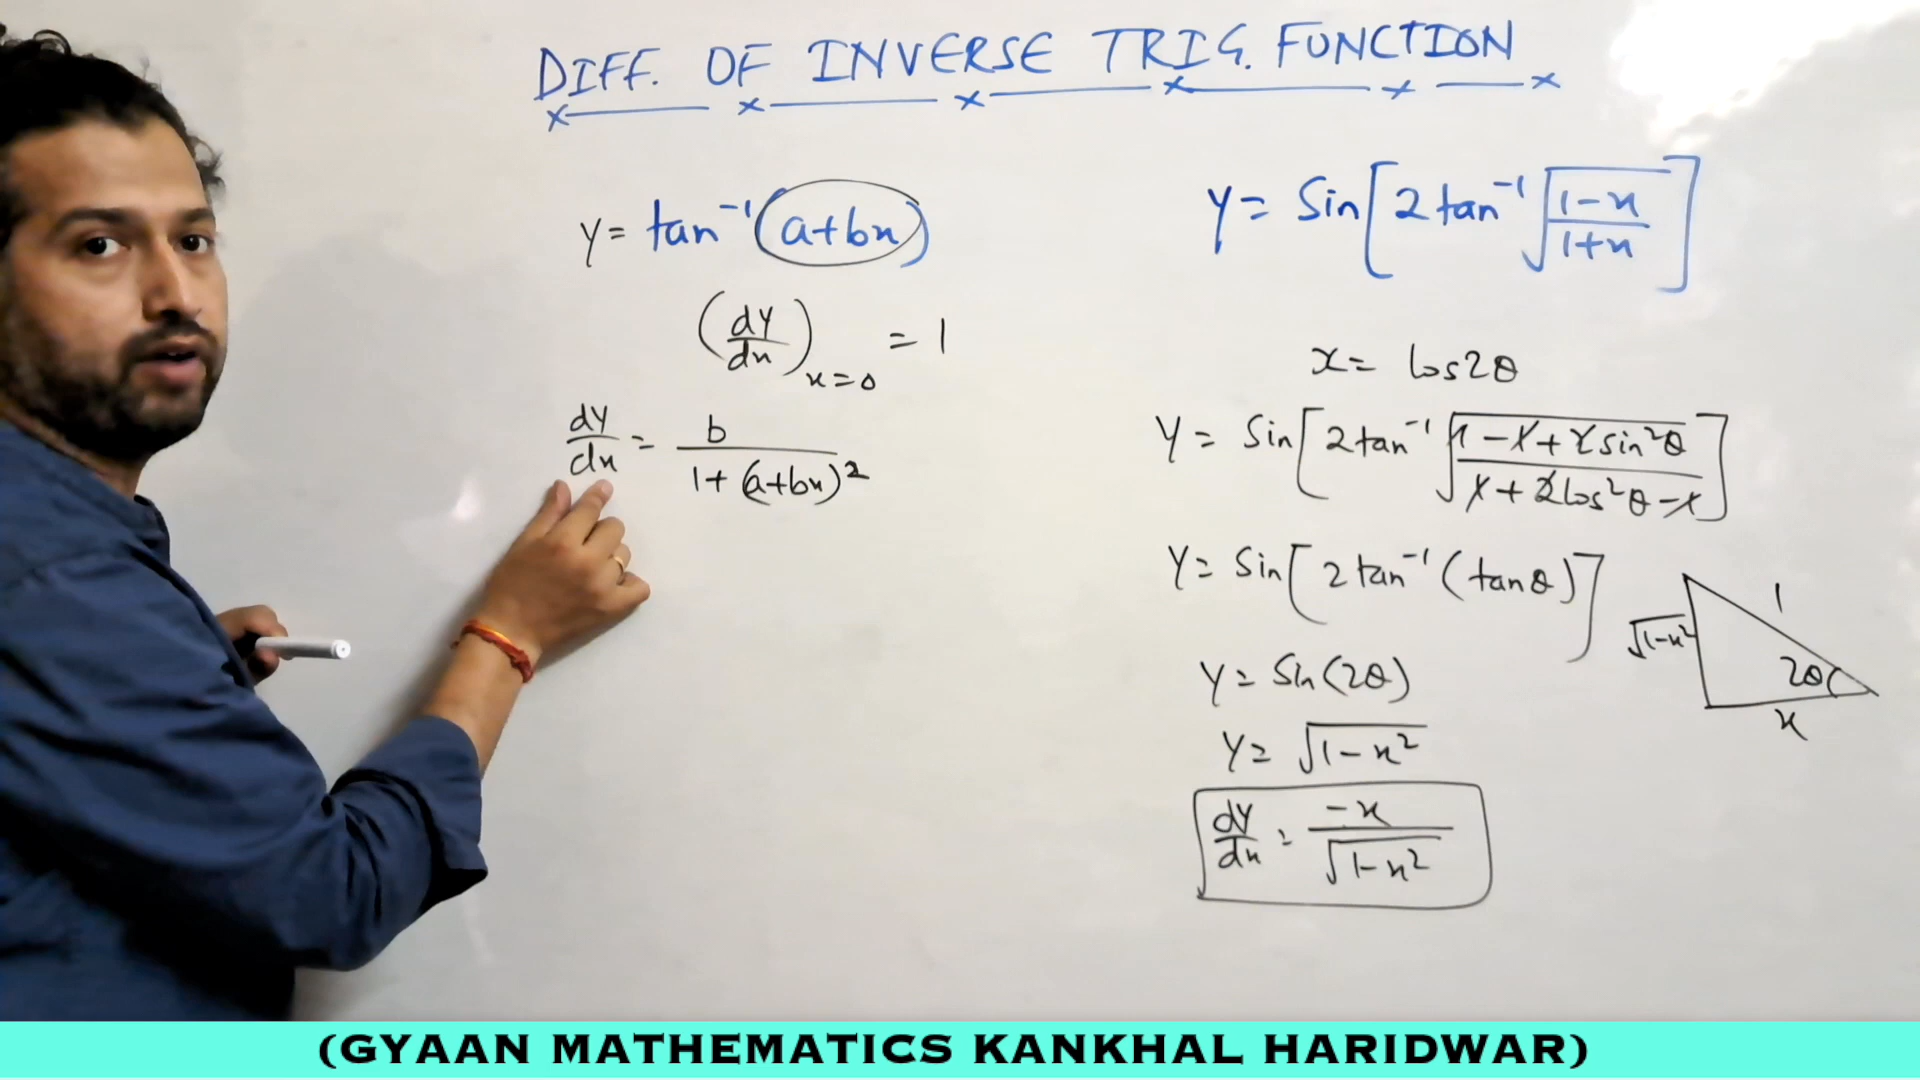 DIFF. OF INVERSE TRIG. FUNCTION
y = tan⁻¹(a+bx)
(dy/dx)ₓ₌₀ = 1
dy/dx = b/(1+(a+bx)²)
y = Sin[2tan⁻¹√((1-x)/(1+x))]
x = Cos2θ
y = Sin[2tan⁻¹√((1-1+2sin²θ)/(1+2Cos²θ-1))]
y = Sin[2tan⁻¹(tanθ)]
√1-x²
1
2θ
x
y = Sin(2θ)
y = √1-x²
dy/dx = -x/√1-x²
(GYAAN MATHEMATICS KANKHAL HARIDWAR)